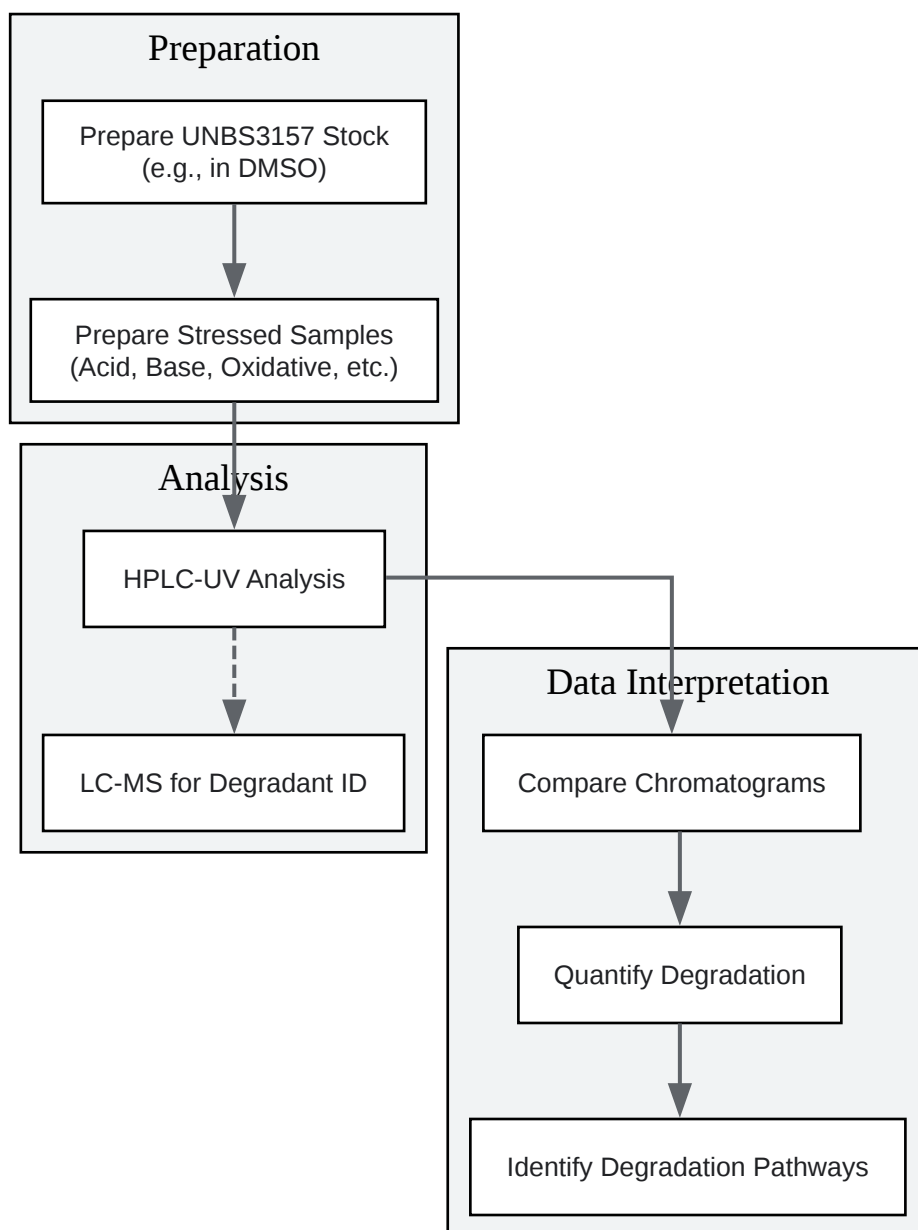 Preparation
Prepare UNBS3157 Stock
(e.g., in DMSO)
Prepare Stressed Samples
(Acid, Base, Oxidative, etc.)
Analysis
HPLC-UV Analysis
LC-MS for Degradant ID
Data Interpretation
Compare Chromatograms
Quantify Degradation
Identify Degradation Pathways